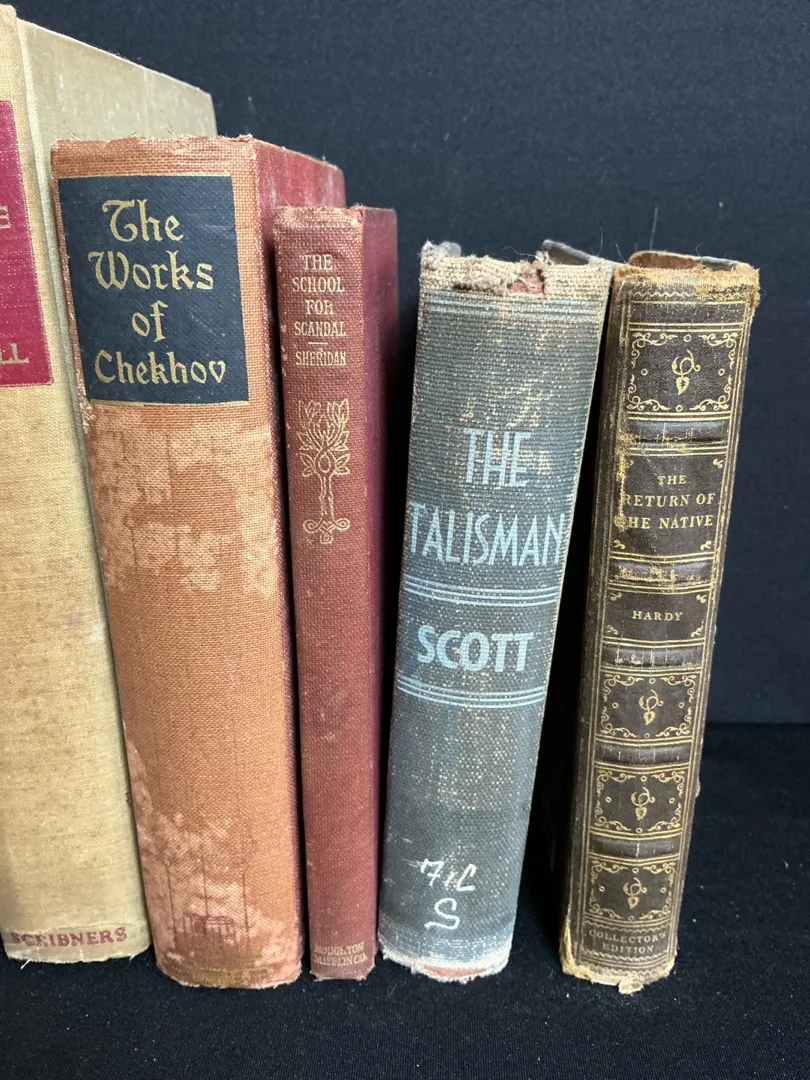 SCRIBNERS
The
Works
of
Chekhov
THE
SCHOOL
FOR
SCANDAL
SHERIDAN
HOUGHTON
MIFFLIN CO.
THE
TALISMAN
SCOTT
71C
S
THE
RETURN OF
THE NATIVE
HARDY
COLLECTOR'S
EDITION